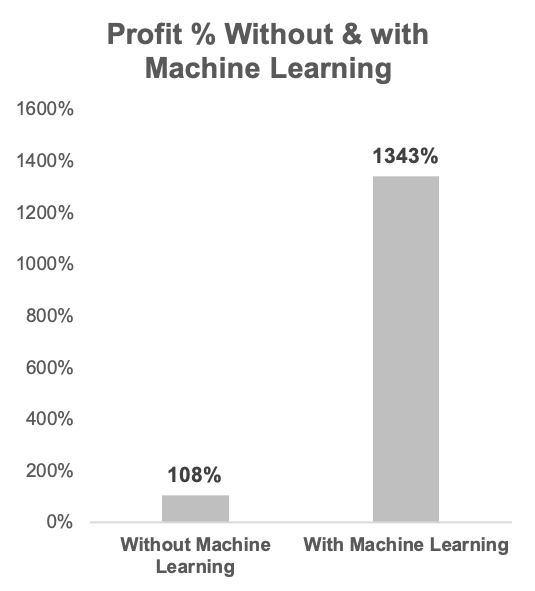 Profit % Without & with
Machine Learning
1600%
1400%
1343%
1200%
1000%
800%
600%
400%
200%
108%
0%
Without Machine
Learning
With Machine Learning